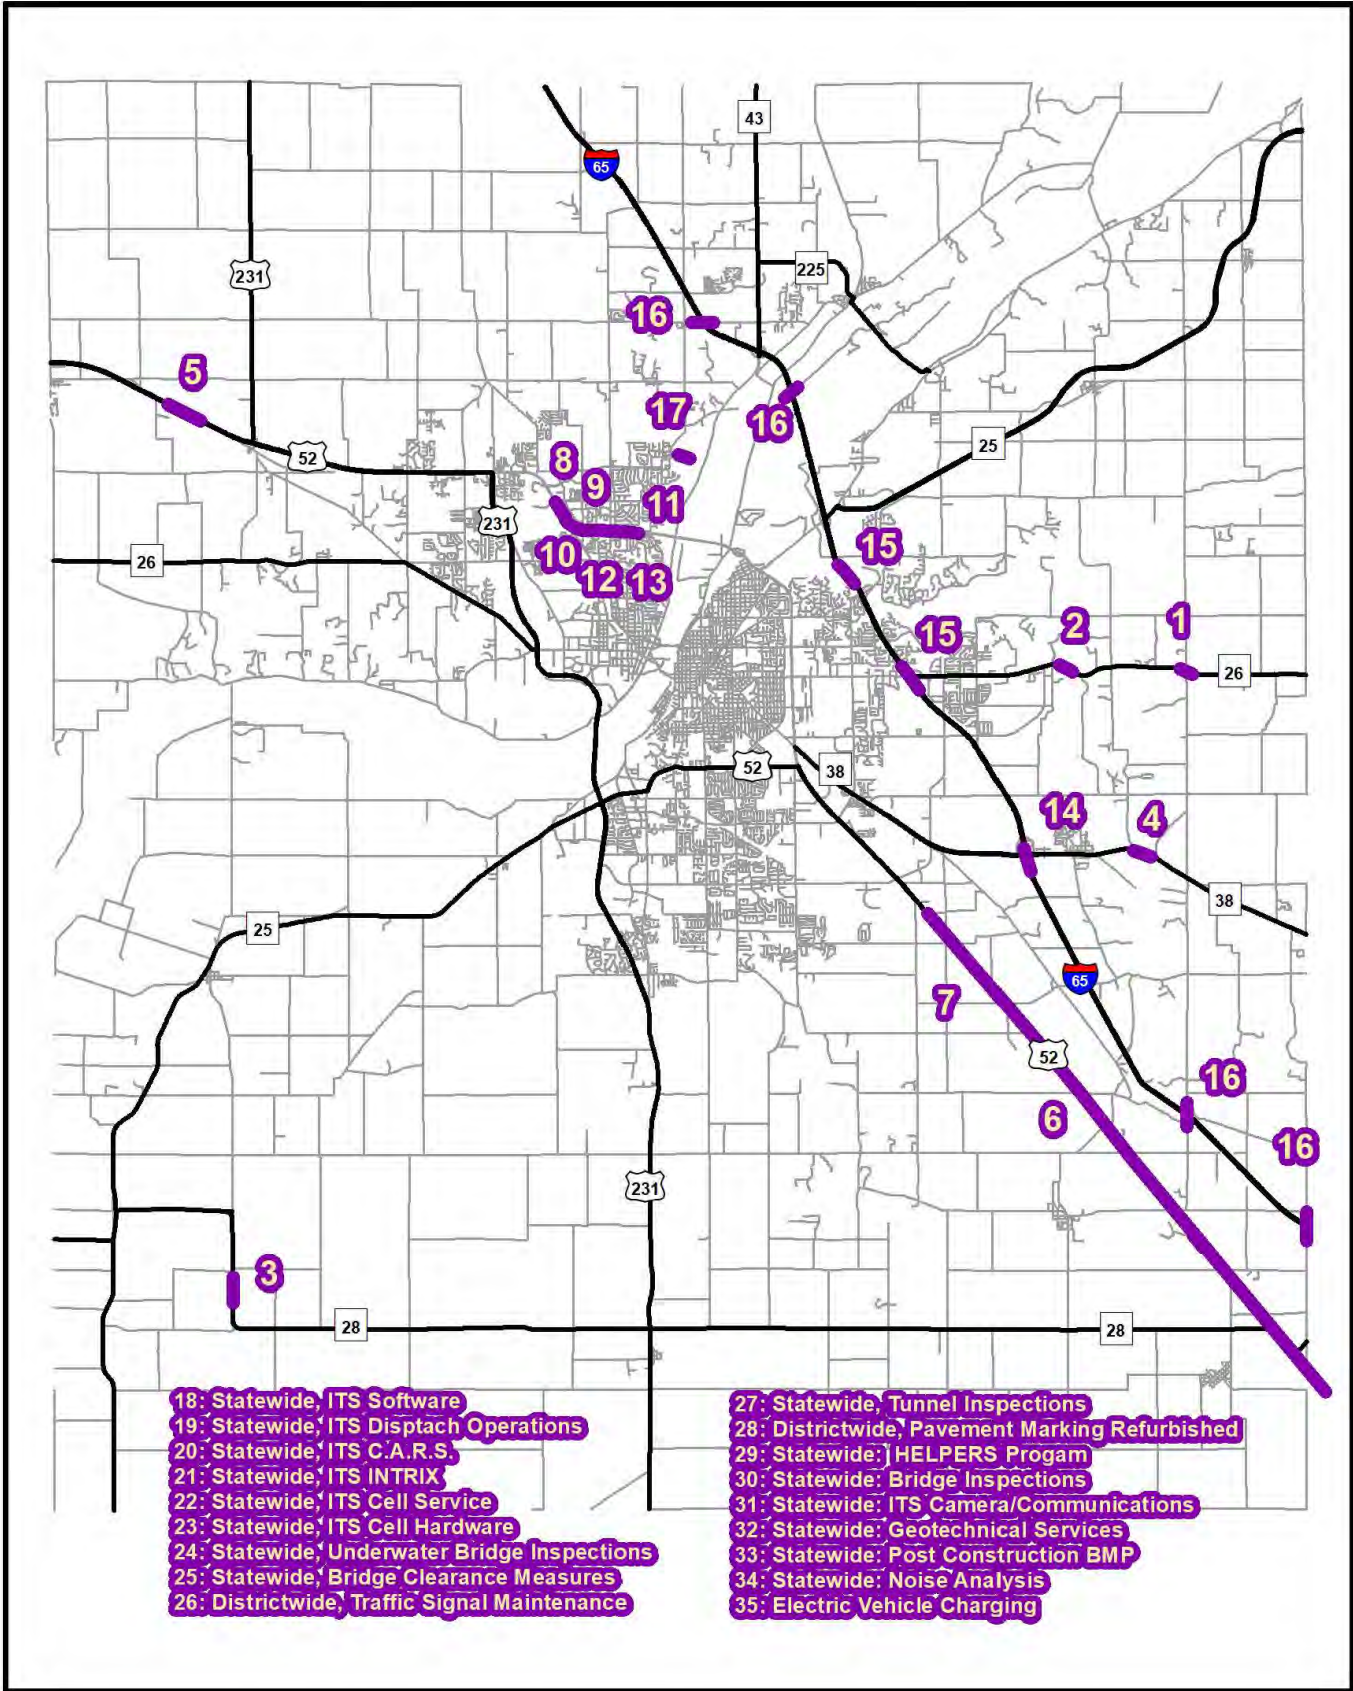 43
65
225
231
16
5
17
16
25
8
52
9
11
231
15
10
26
12
13
15
2
1
26
52
38
14
4
38
25
65
7
52
16
6
16
231
3
28
28
18: Statewide, ITS Software
19: Statewide, ITS Disptach Operations
20: Statewide, ITS C.A.R.S.
21: Statewide, ITS INTRIX
22: Statewide, ITS Cell Service
23: Statewide, ITS Cell Hardware
24: Statewide, Underwater Bridge Inspections
25: Statewide, Bridge Clearance Measures
26: Districtwide, Traffic Signal Maintenance
27: Statewide, Tunnel Inspections
28: Districtwide, Pavement Marking Refurbished
29: Statewide: HELPERS Progam
30: Statewide: Bridge Inspections
31: Statewide: ITS Camera/Communications
32: Statewide: Geotechnical Services
33: Statewide: Post Construction BMP
34: Statewide: Noise Analysis
35: Electric Vehicle Charging